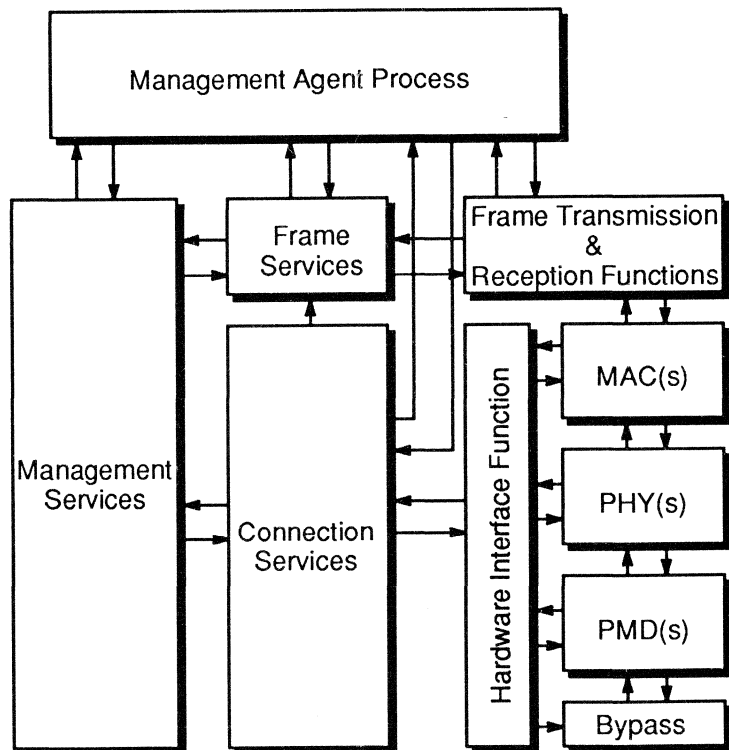 Management Agent Process
Frame
Services
Frame Transmission
&
Reception Functions
Management
Services
Connection
Services
Hardware Interface Function
MAC(s)
PHY(s)
PMD(s)
Bypass